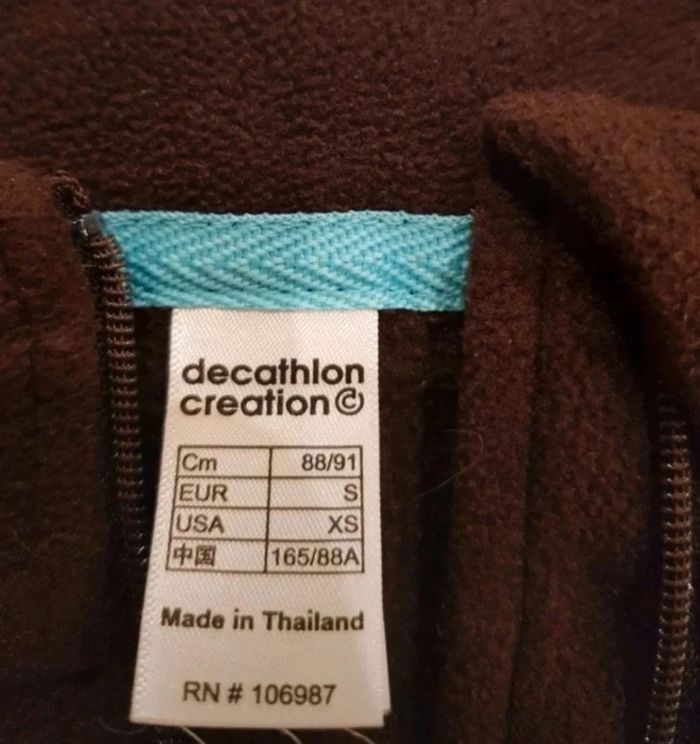 decathlon
creation©
Cm 88/91
EUR S
USA XS
中国 165/88A
Made in Thailand
RN # 106987